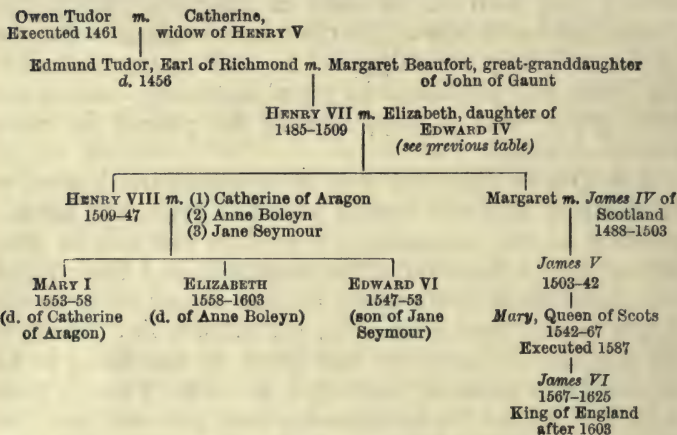 Owen Tudor m. Catherine,
Executed 1461 widow of HENRY V
Edmund Tudor, Earl of Richmond m. Margaret Beaufort, great-granddaughter
d. 1456 of John of Gaunt
HENRY VII m. Elizabeth, daughter of
1485-1509 EDWARD IV
(see previous table)
HENRY VIII m. (1) Catherine of Aragon
1509-47 (2) Anne Boleyn
(3) Jane Seymour
Margaret m. James IV of
Scotland
1488-1503
MARY I
1553-58
(d. of Catherine
of Aragon)
ELIZABETH
1558-1603
(d. of Anne Boleyn)
EDWARD VI
1547-53
(son of Jane
Seymour)
James V
1503-42
Mary, Queen of Scots
1542-67
Executed 1587
James VI
1567-1625
King of England
after 1603